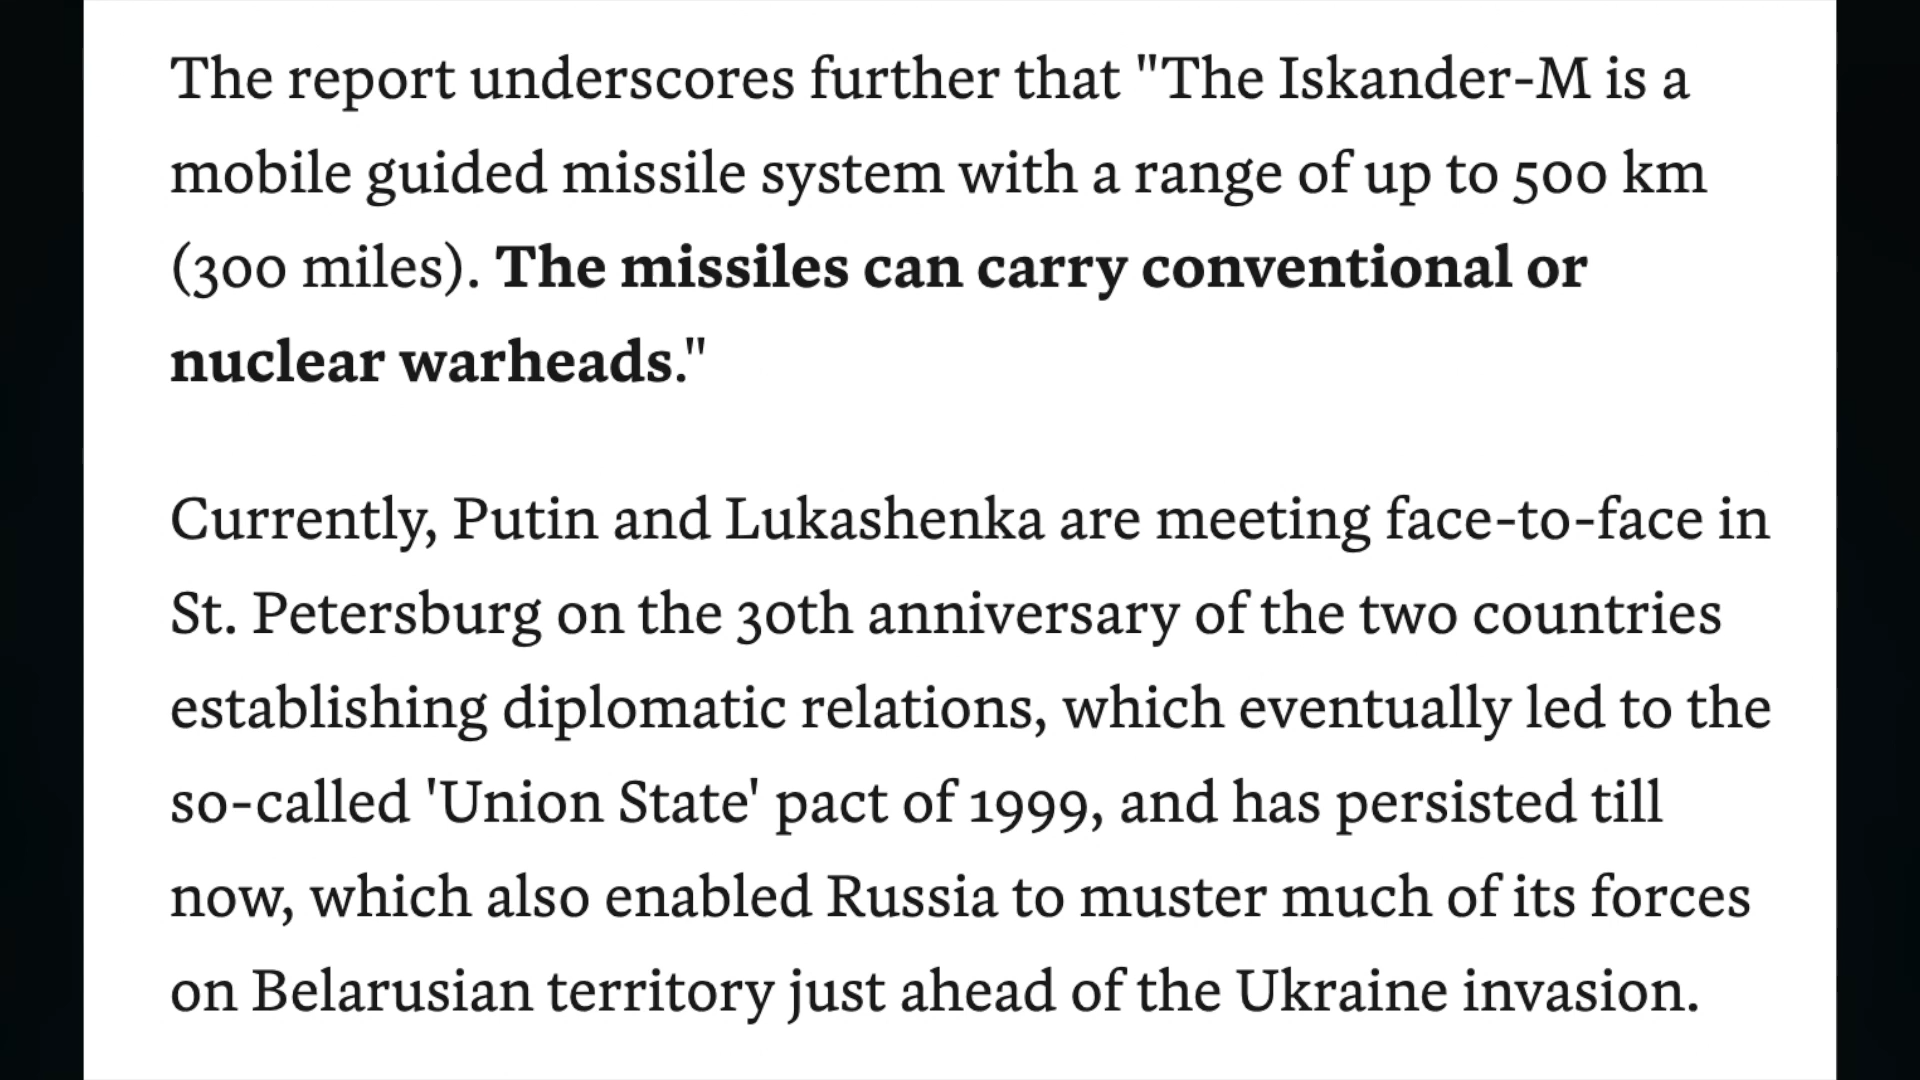 The report underscores further that "The Iskander-M is a
mobile guided missile system with a range of up to 500 km
(300 miles). The missiles can carry conventional or
nuclear warheads."
Currently, Putin and Lukashenka are meeting face-to-face in
St. Petersburg on the 30th anniversary of the two countries
establishing diplomatic relations, which eventually led to the
so-called 'Union State' pact of 1999, and has persisted till
now, which also enabled Russia to muster much of its forces
on Belarusian territory just ahead of the Ukraine invasion.